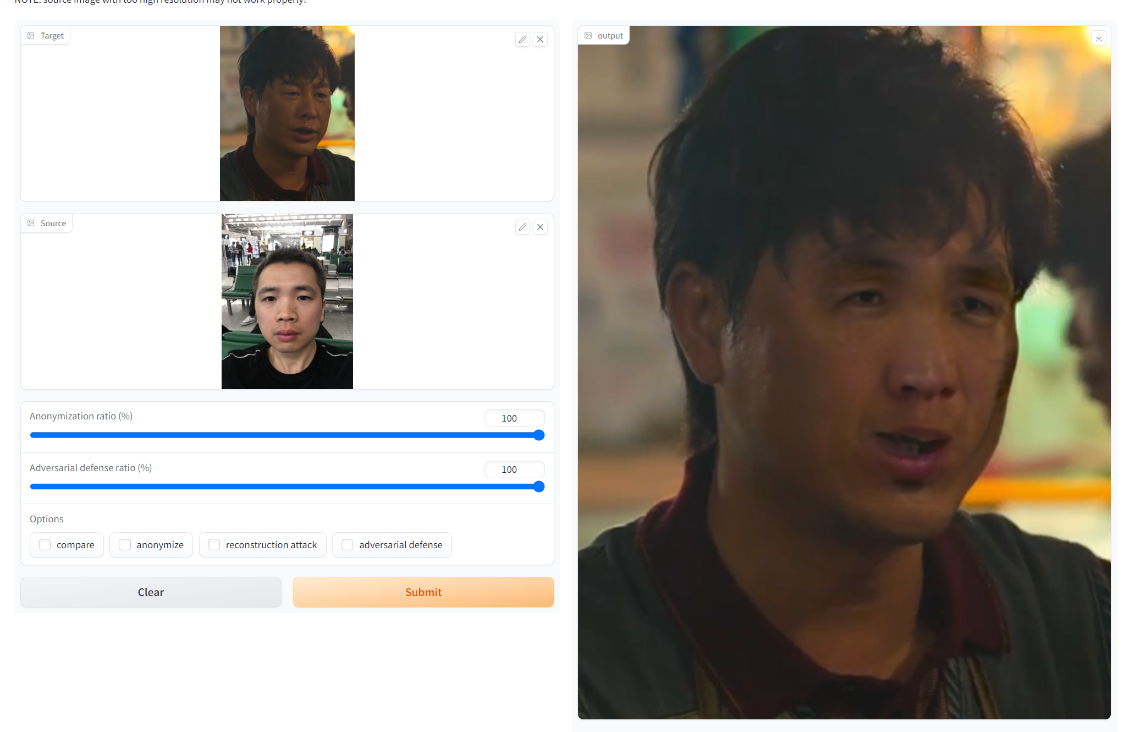 NOTE: source image with too high resolution may not work properly!
Target
Source
Anonymization ratio (%)
100
Adversarial defense ratio (%)
100
Options
compare
anonymize
reconstruction attack
adversarial defense
Clear
Submit
output